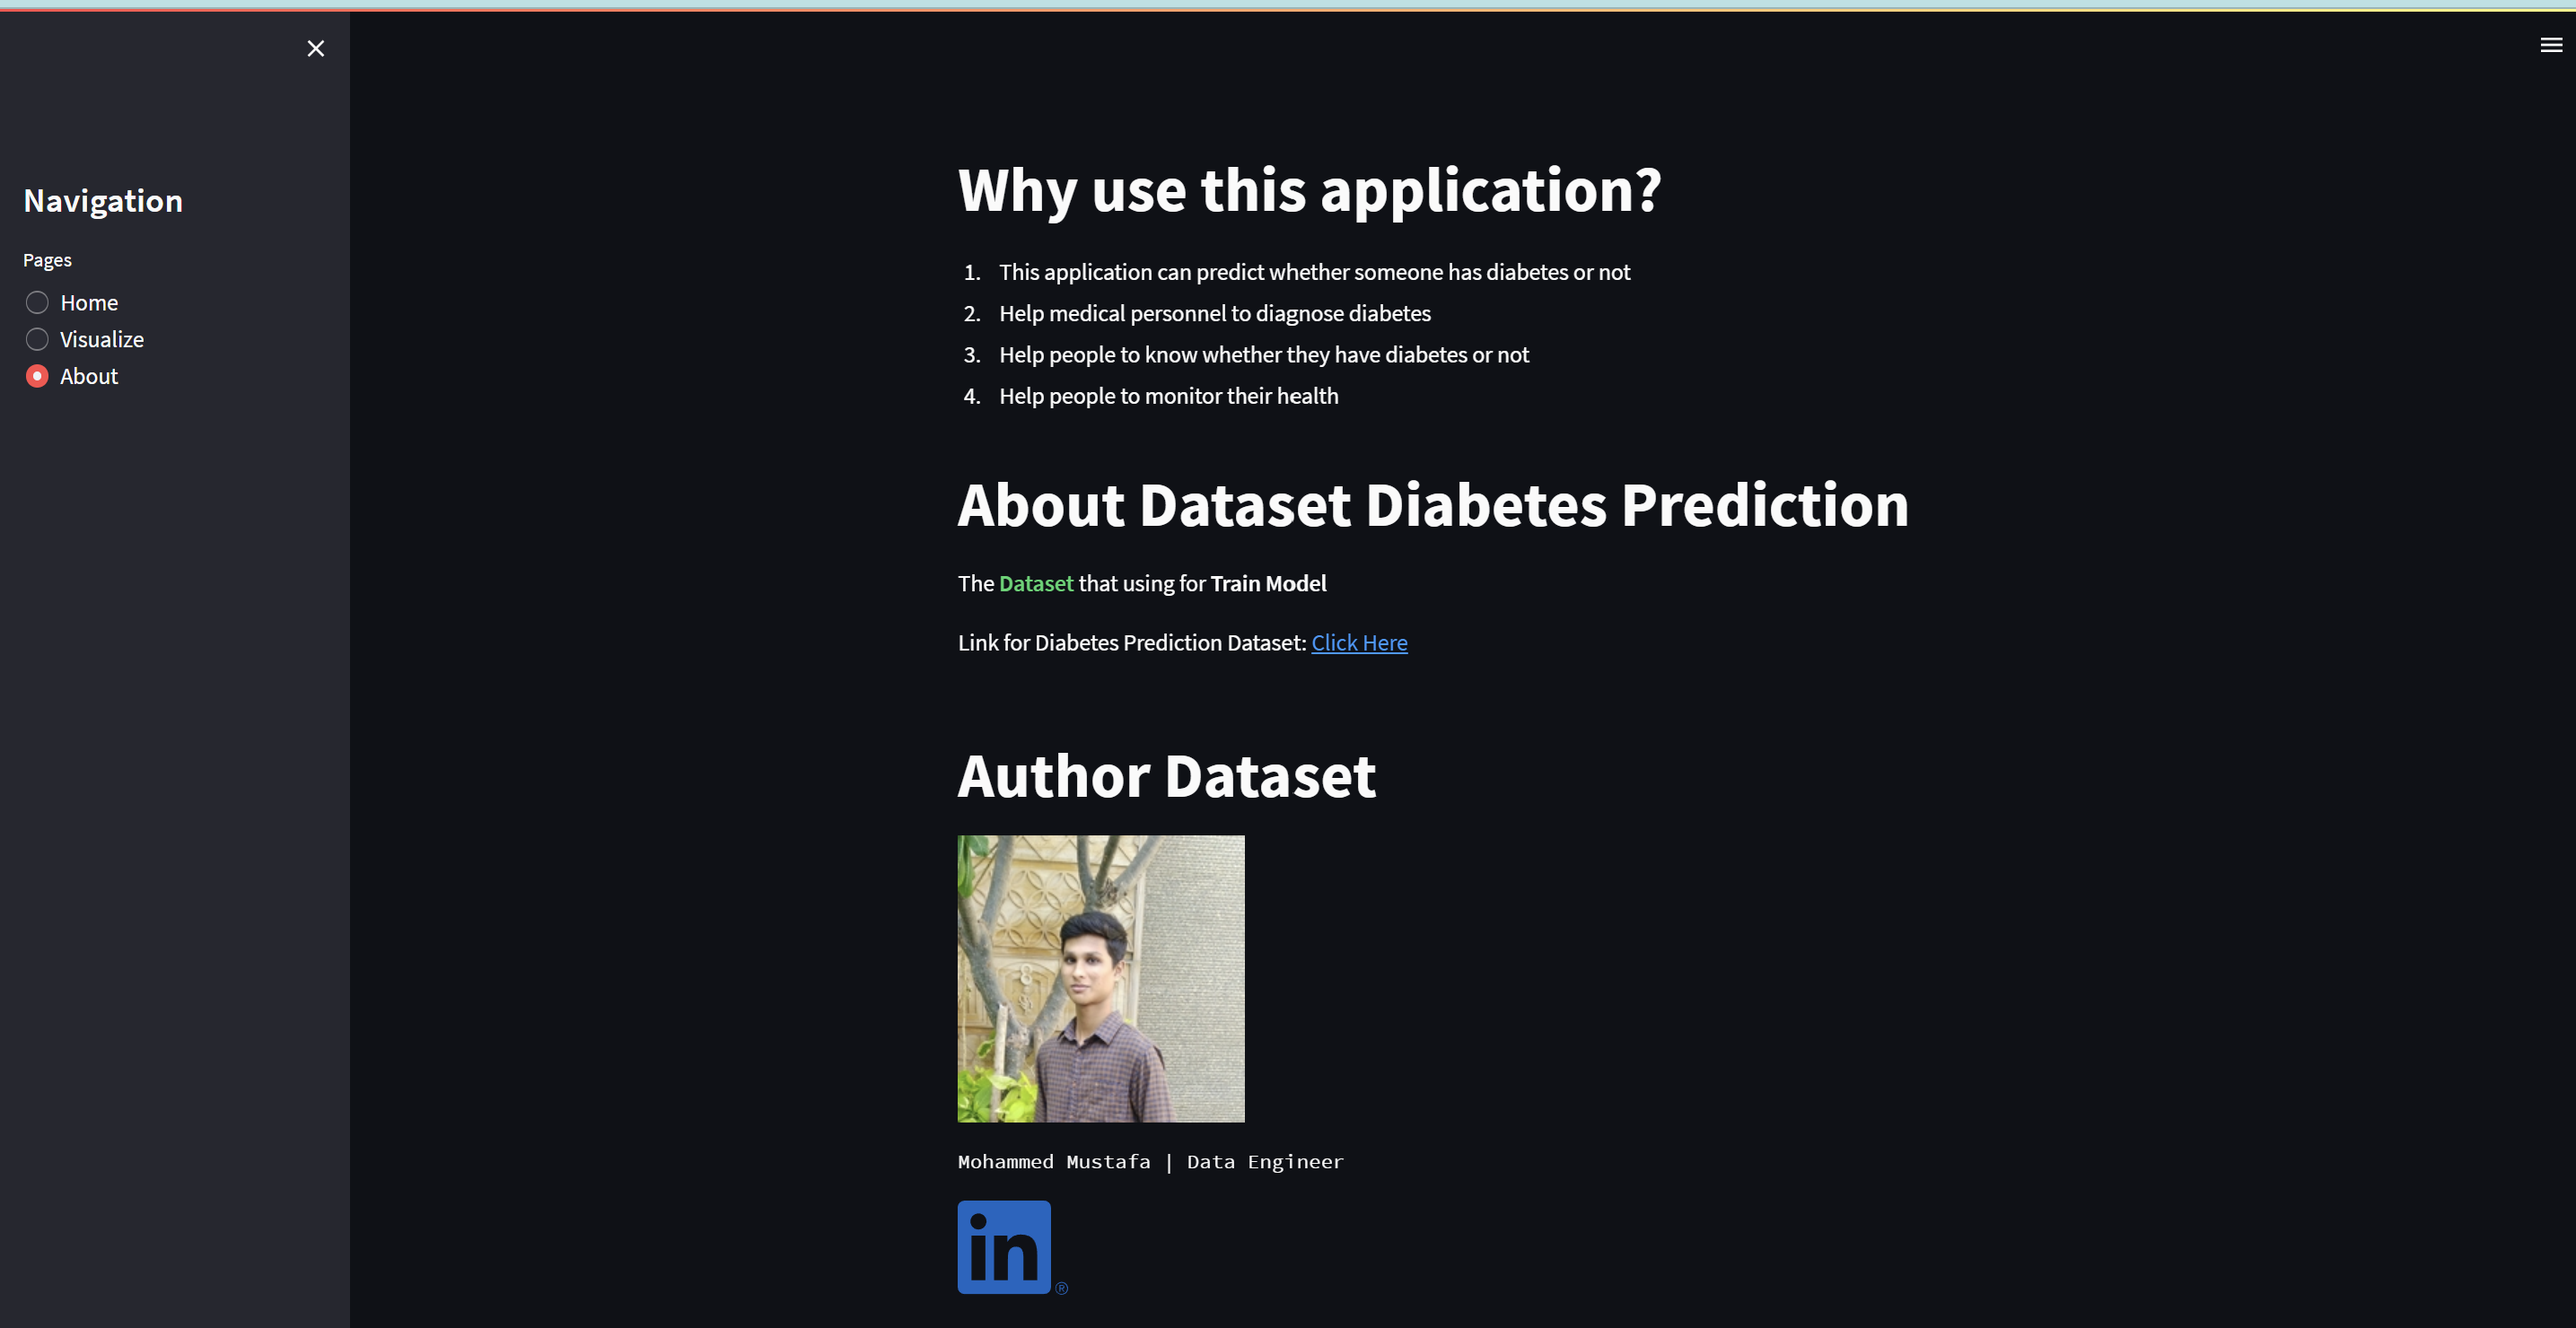 Navigation
Pages
Home
Visualize
About
Why use this application?
1. This application can predict whether someone has diabetes or not
2. Help medical personnel to diagnose diabetes
3. Help people to know whether they have diabetes or not
4. Help people to monitor their health
About Dataset Diabetes Prediction
The Dataset that using for Train Model
Link for Diabetes Prediction Dataset: Click Here
Author Dataset
Mohammed Mustafa | Data Engineer
in®